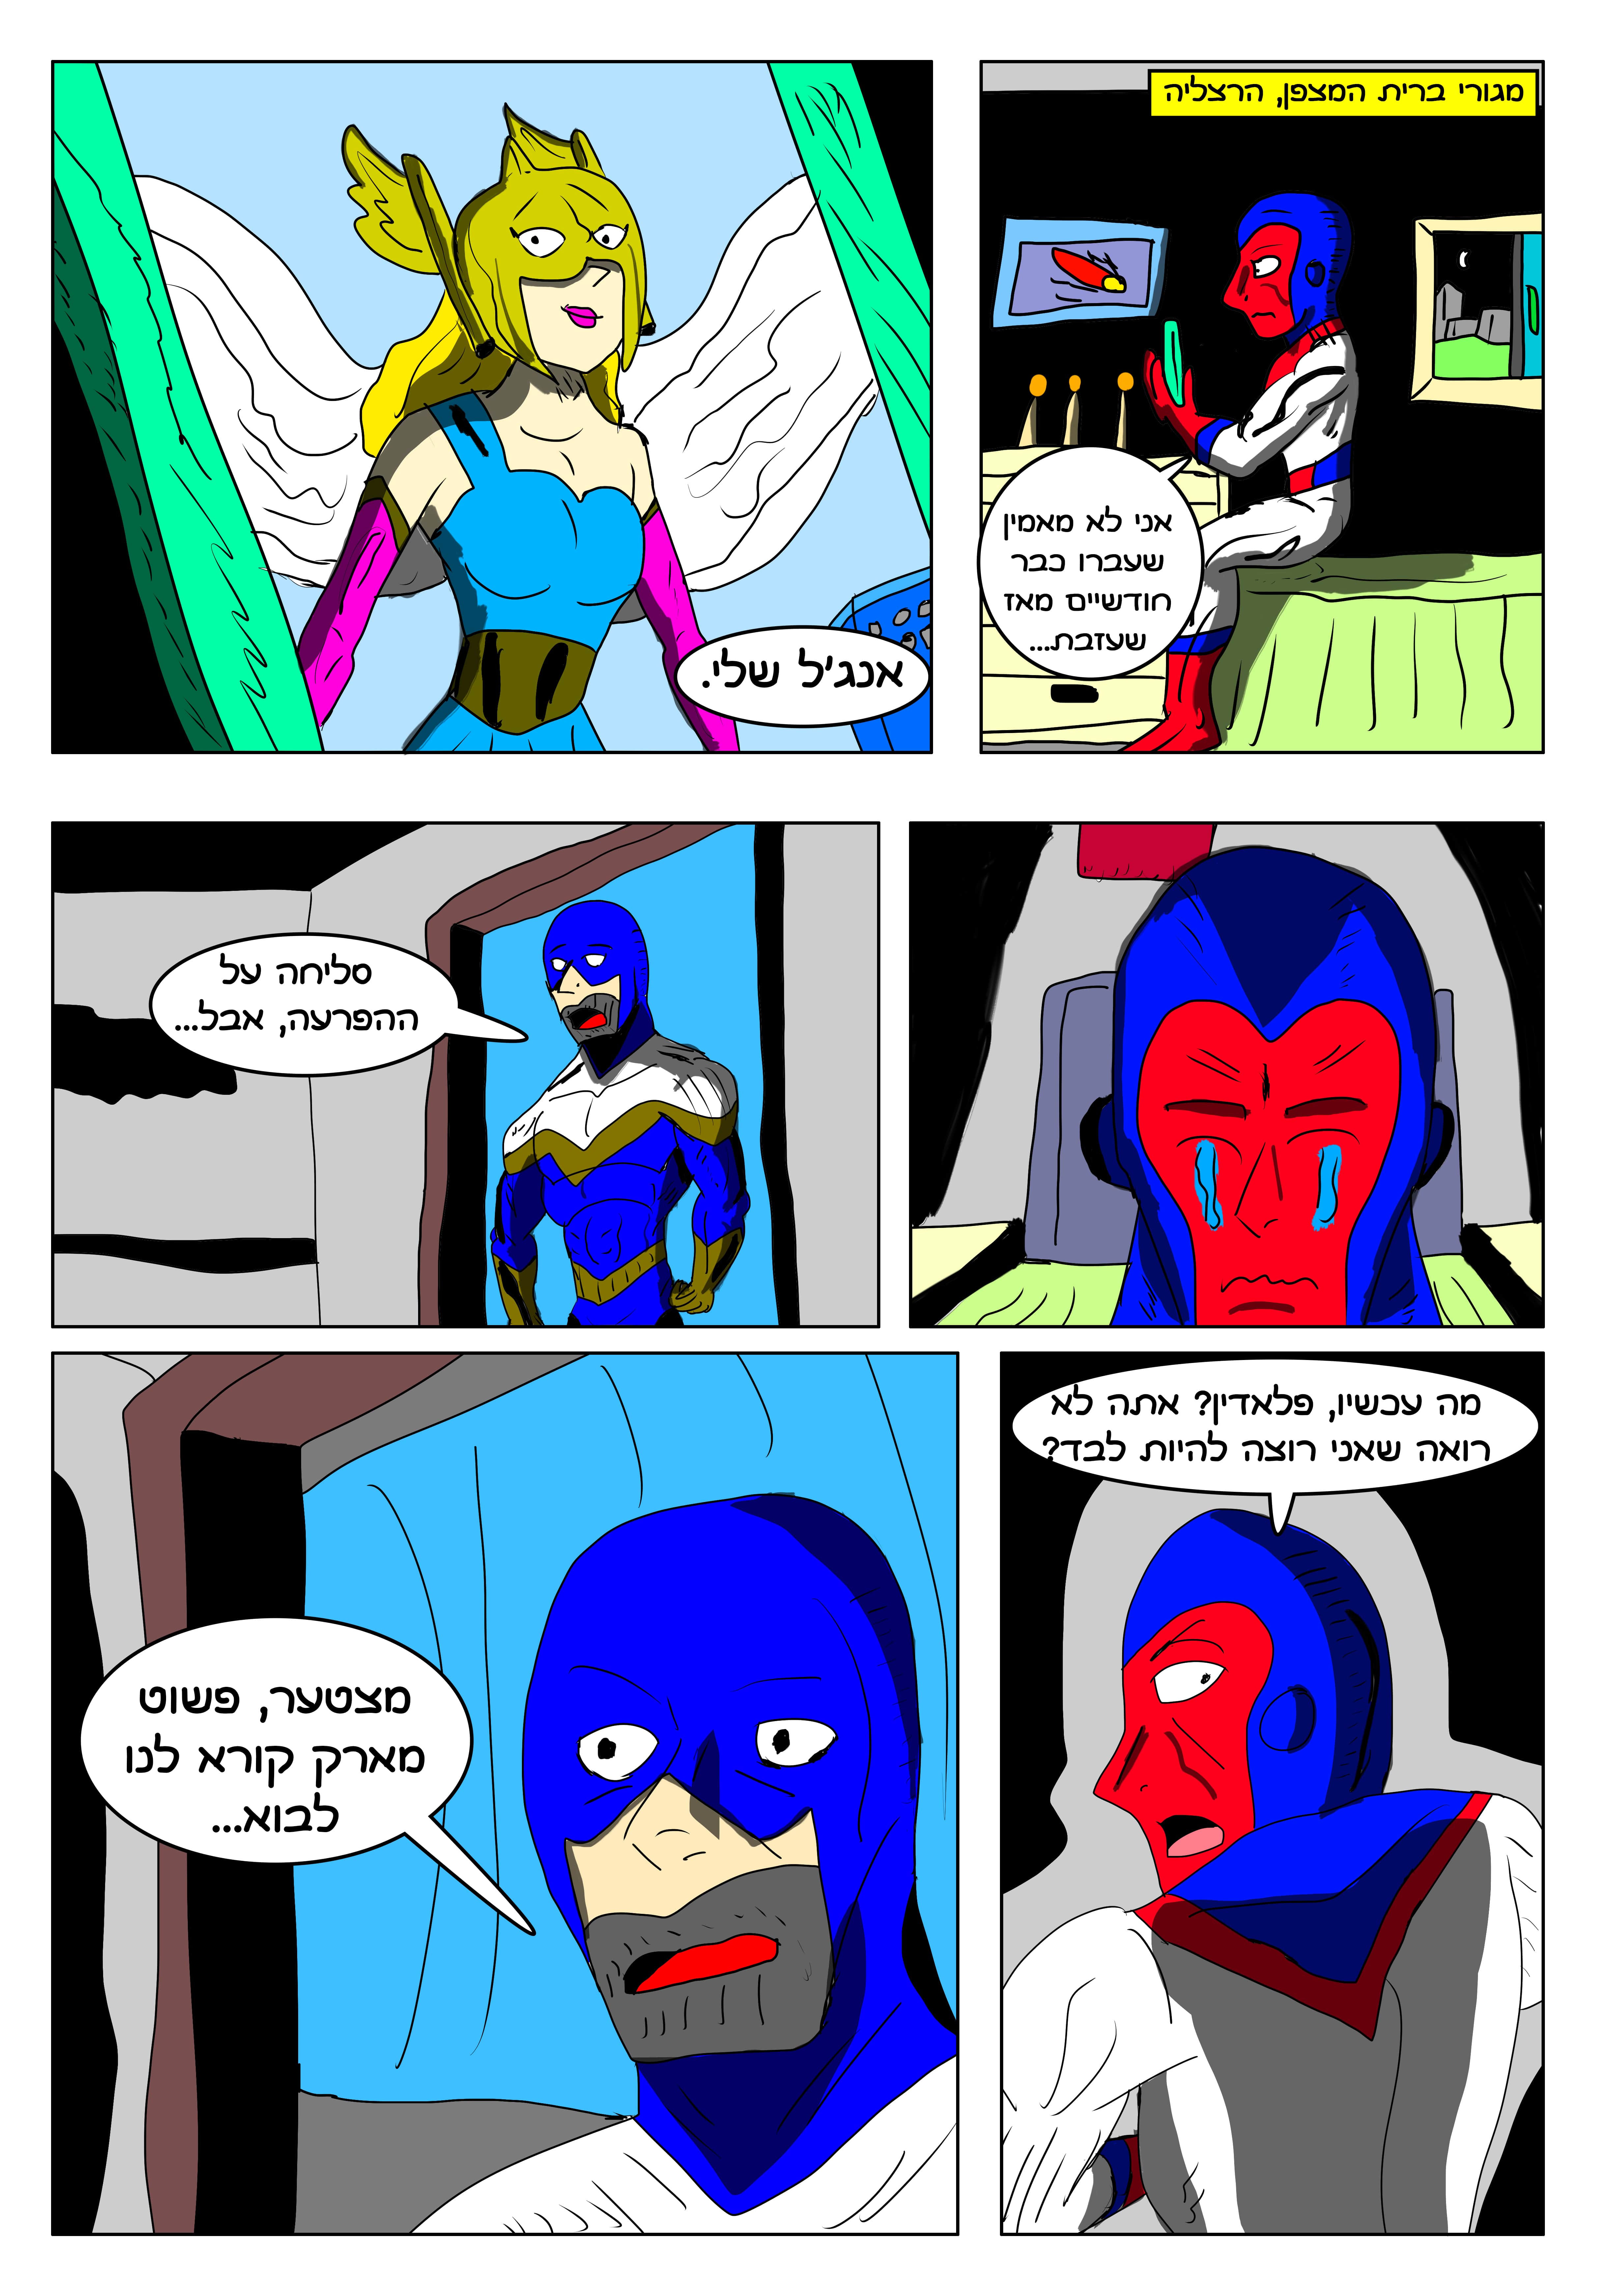 מגורי ברית המצפן, הרצליה
אני לא מאמין
שעברו כבר
חודשיים מאז
שעזבת...
אנג'ל שלי.
סליחה על
ההפרעה, אבל...
מה עכשיו, פלאדין? אתה לא
רואה שאני רוצה להיות לבד?
מצטער, פשוט
מארק קורא לנו
לבוא...